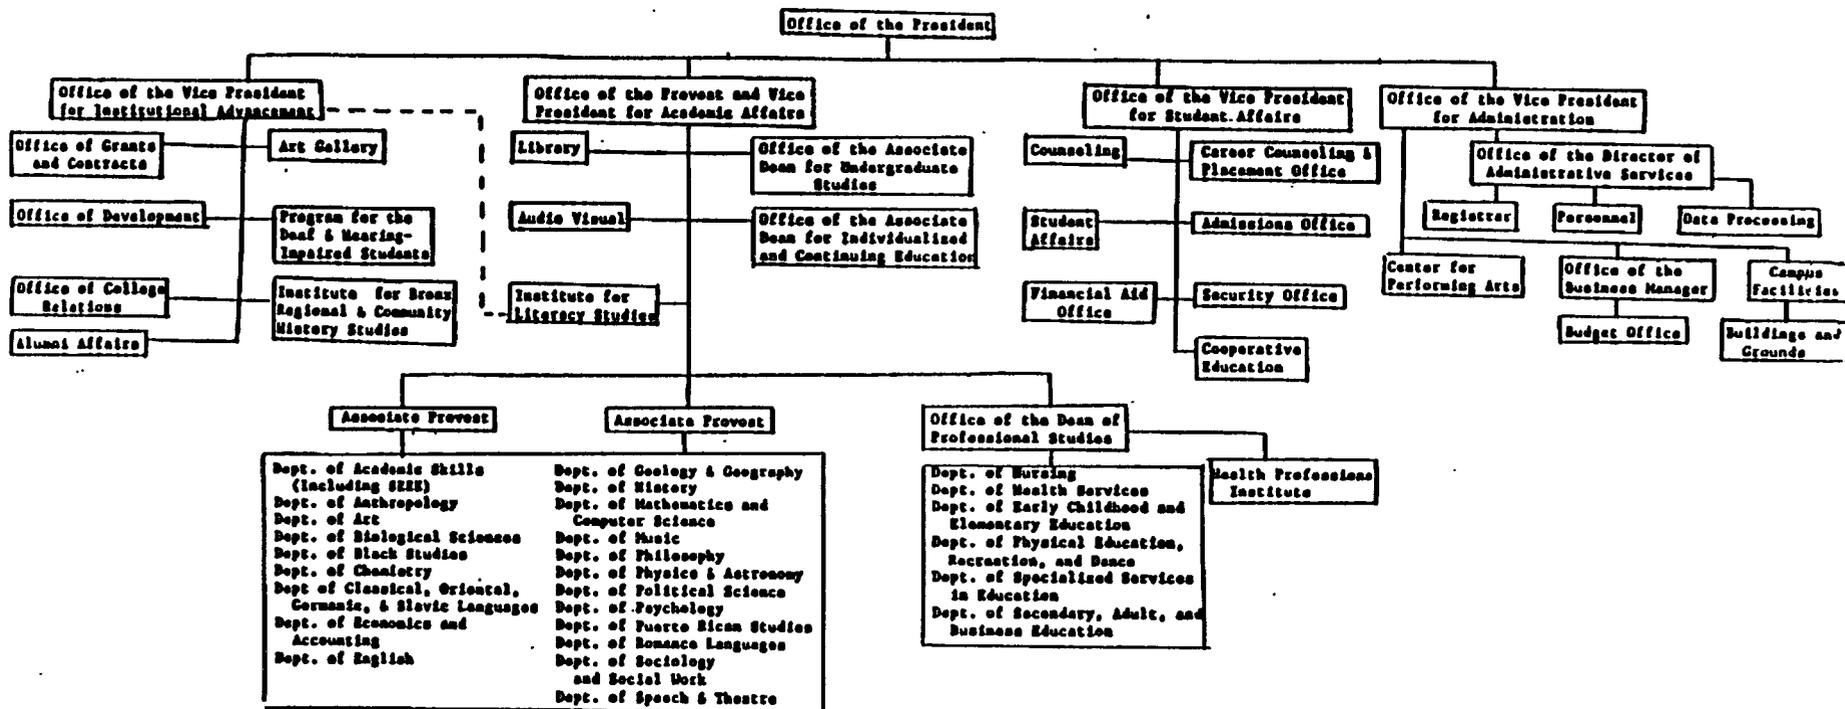 Office of the President
Office of the Vice President
for Institutional Advancement
Office of the Provost and Vice
President for Academic Affairs
Office of the Vice President
for Student Affairs
Office of the Vice President
for Administration
Office of Grants
and Contracts
Art Gallery
Office of Development
Program for the
Deaf & Hearing-
Impaired Students
Office of College
Relations
Institute for Bronx
Regional & Community
History Studies
Alumni Affairs
Library
Office of the Associate
Dean for Undergraduate
Studies
Audio Visual
Office of the Associate
Dean for Individualized
and Continuing Education
Institute for
Literacy Studies
Counseling
Career Counseling &
Placement Office
Student
Affairs
Admissions Office
Financial Aid
Office
Security Office
Cooperative
Education
Office of the Director of
Administrative Services
Registrar
Personnel
Data Processing
Center for
Performing Arts
Office of the
Business Manager
Campus
Facilities
Budget Office
Buildings and
Grounds
Associate Provost
Associate Provost
Office of the Dean of
Professional Studies
Health Professions
Institute
Dept. of Academic Skills
(Including SEEK)
Dept. of Anthropology
Dept. of Art
Dept. of Biological Sciences
Dept. of Black Studies
Dept. of Chemistry
Dept of Classical, Oriental,
Germanic, & Slavic Languages
Dept. of Economics and
Accounting
Dept. of English
Dept. of Geology & Geography
Dept. of History
Dept. of Mathematics and
Computer Science
Dept. of Music
Dept. of Philosophy
Dept. of Physics & Astronomy
Dept. of Political Science
Dept. of Psychology
Dept. of Puerto Rican Studies
Dept. of Romance Languages
Dept. of Sociology
and Social Work
Dept. of Speech & Theatre
Dept. of Nursing
Dept. of Health Services
Dept. of Early Childhood and
Elementary Education
Dept. of Physical Education,
Recreation, and Dance
Dept. of Specialized Services
in Education
Dept. of Secondary, Adult, and
Business Education